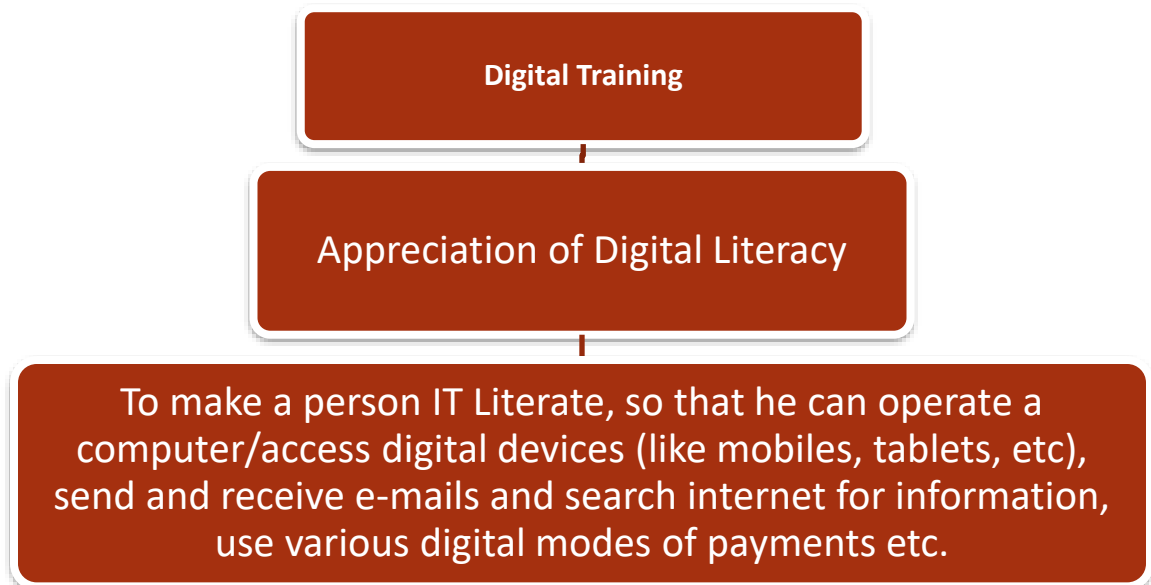 Digital Training
Appreciation of Digital Literacy
To make a person IT Literate, so that he can operate a
computer/access digital devices (like mobiles, tablets, etc),
send and receive e-mails and search internet for information,
use various digital modes of payments etc.